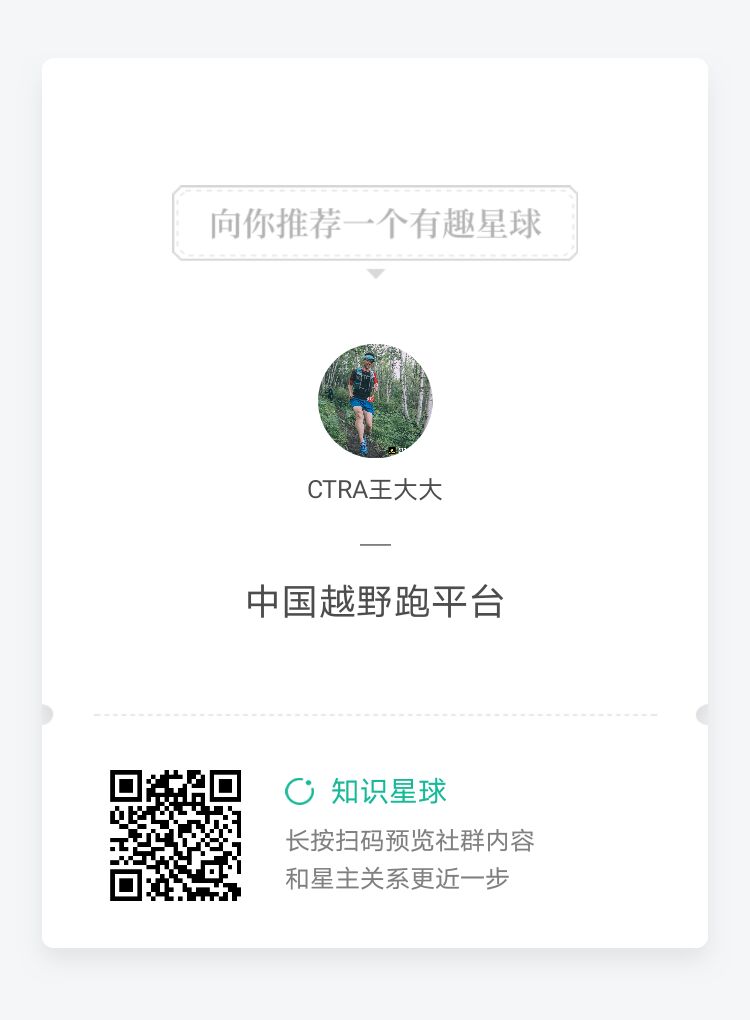 向你推荐一个有趣星球
CTRA王大大
中国越野跑平台
知识星球
长按扫码预览社群内容
和星主关系更近一步